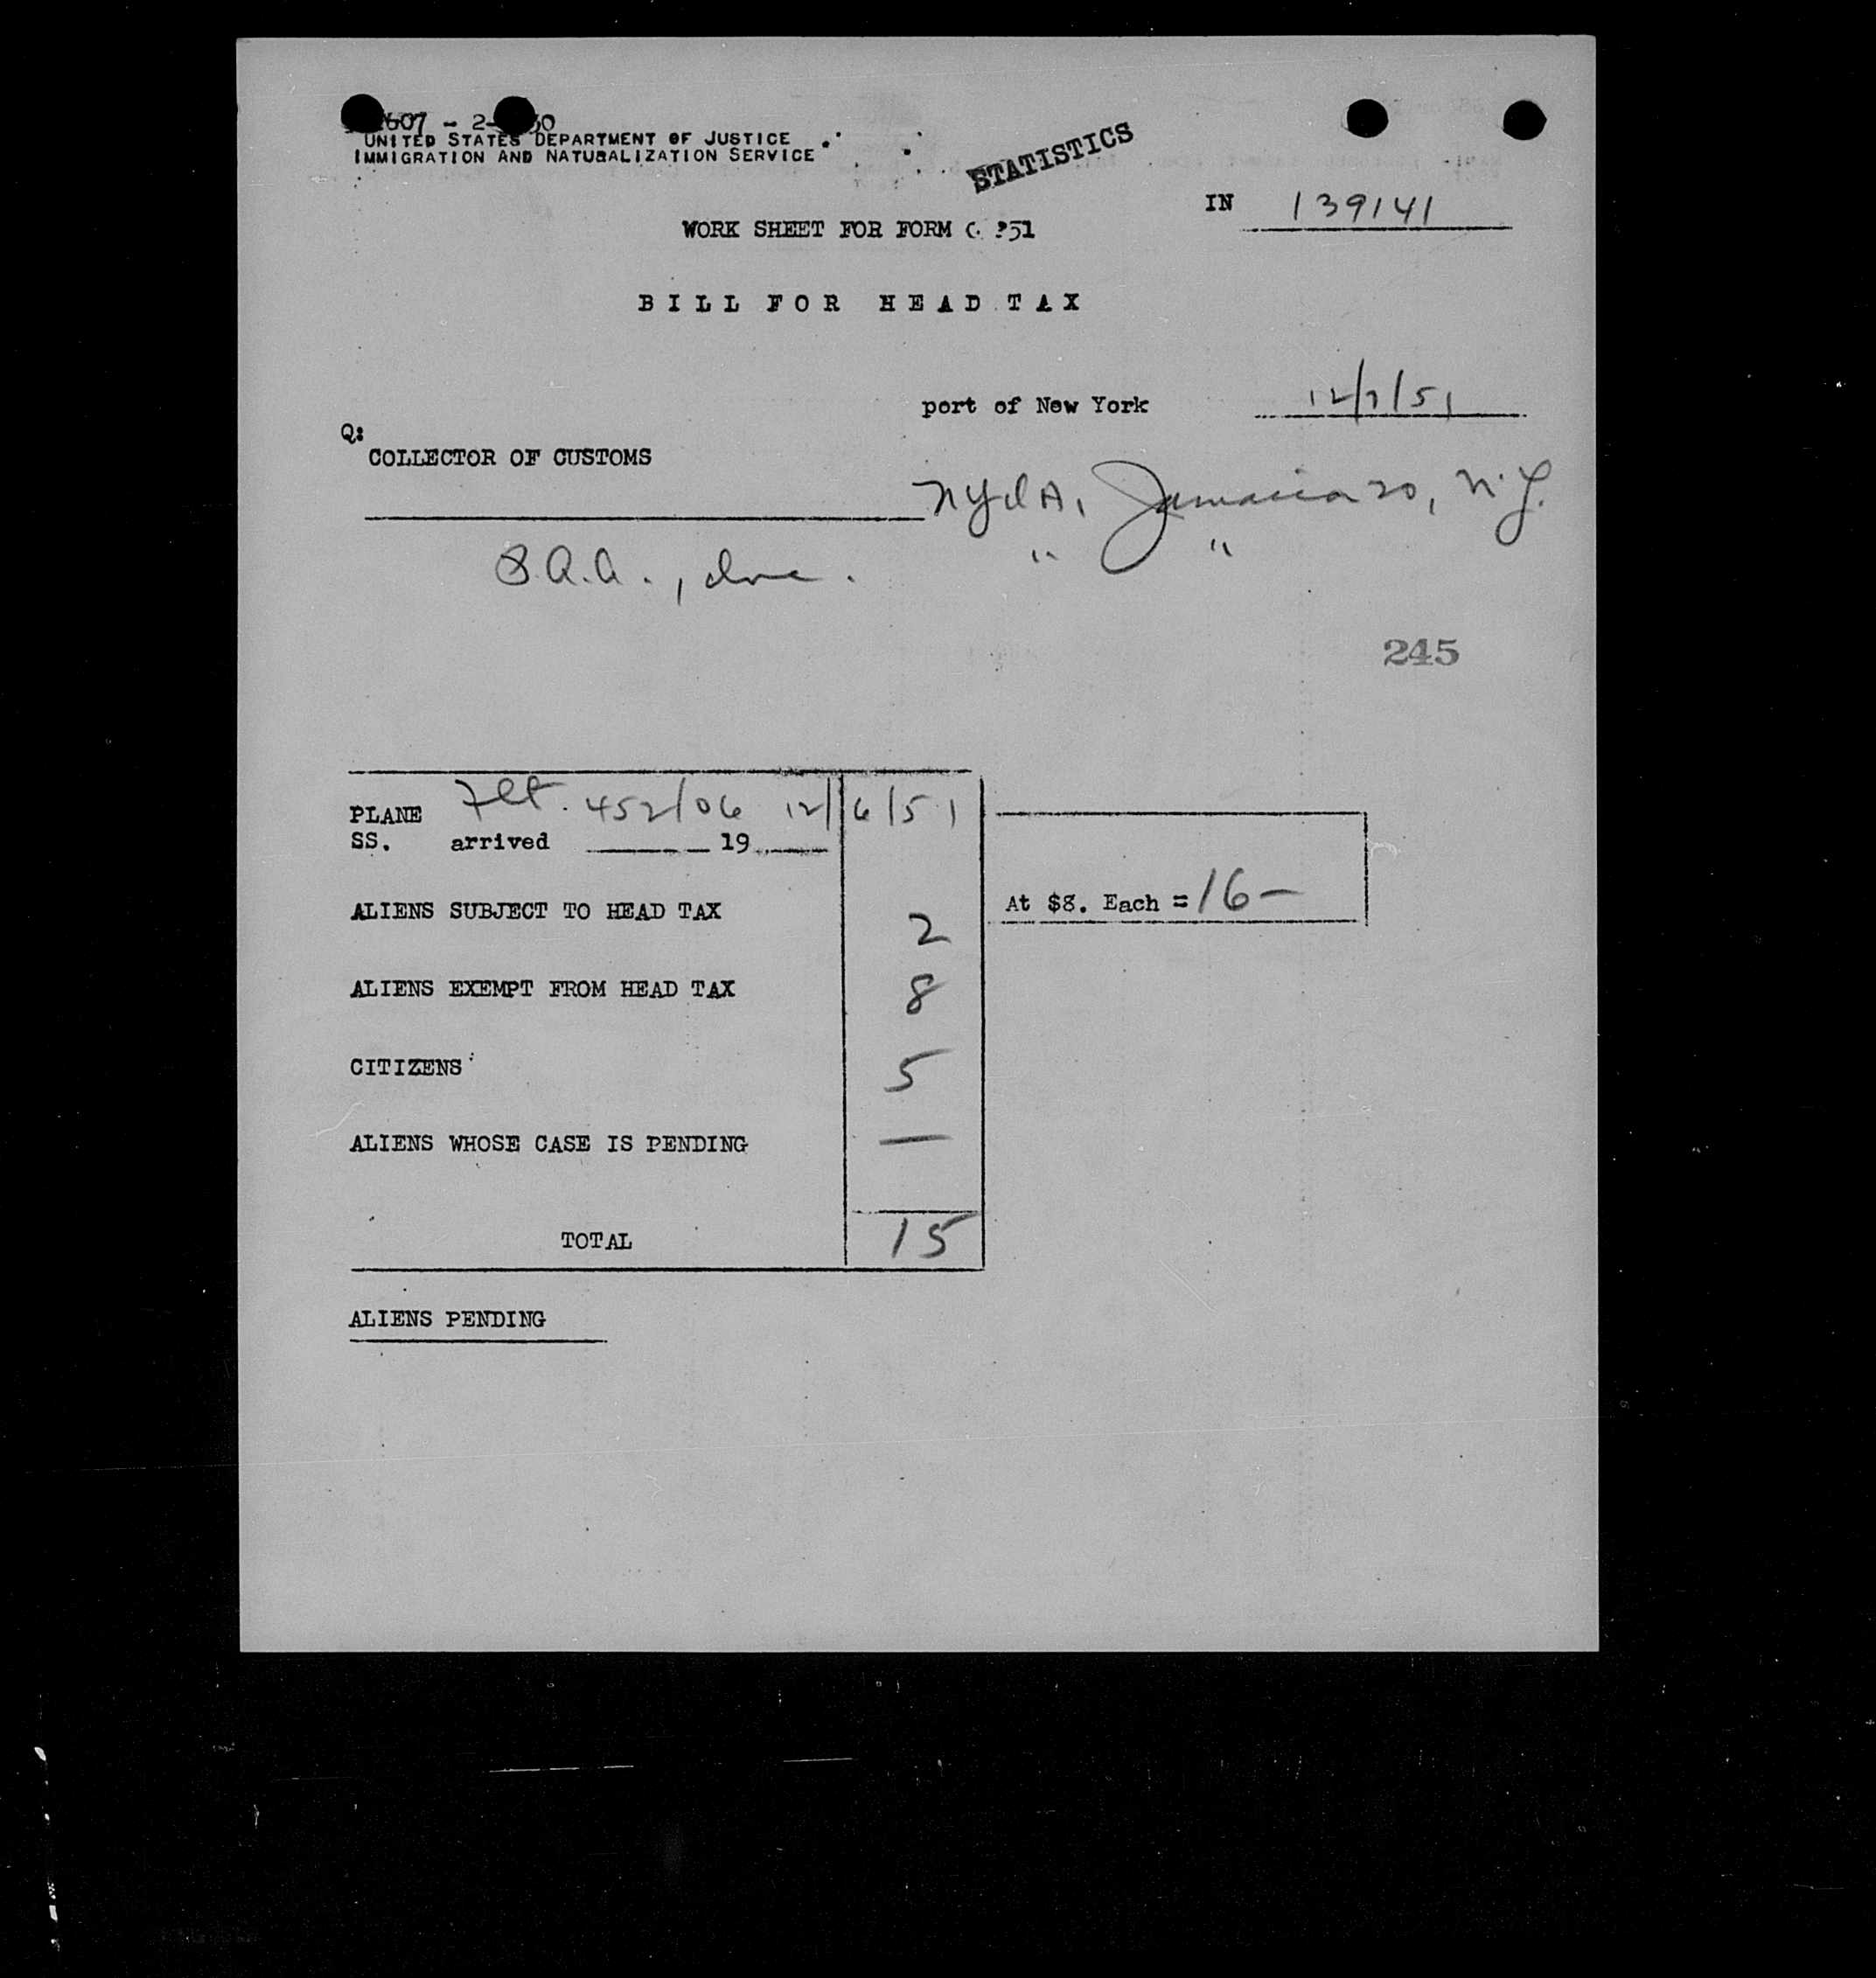 607 - 2- 50
UNITED STATES DEPARTMENT OF JUSTICE
IMMIGRATION AND NATURALIZATION SERVICE
STATISTICS
IN 139141
WORK SHEET FOR FORM 51
BILL FOR HEAD TAX
port of New York 12/7/51
Q:
COLLECTOR OF CUSTOMS
NYIA, Jamaica 20, N.Y.
S.A.A., Inc. " "
245
PLANE Flt. 452/06 12/6/51
SS. arrived 19
ALIENS SUBJECT TO HEAD TAX 2
At $8. Each = 16-
ALIENS EXEMPT FROM HEAD TAX 8
CITIZENS 5
ALIENS WHOSE CASE IS PENDING —
TOTAL 15
ALIENS PENDING